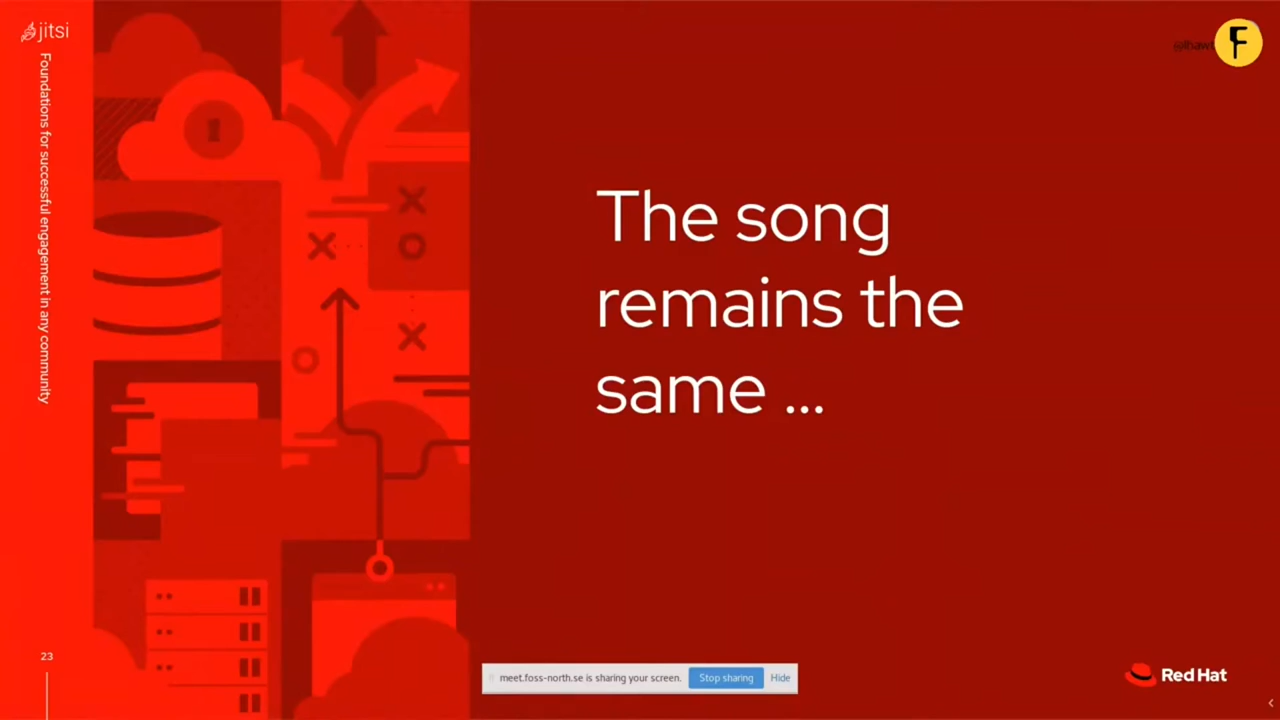 jitsi
Foundations for successful engagement in any community
The song
remains the
same ...
23
meet.foss-north.se is sharing your screen.
Stop sharing
Hide
Red Hat
F